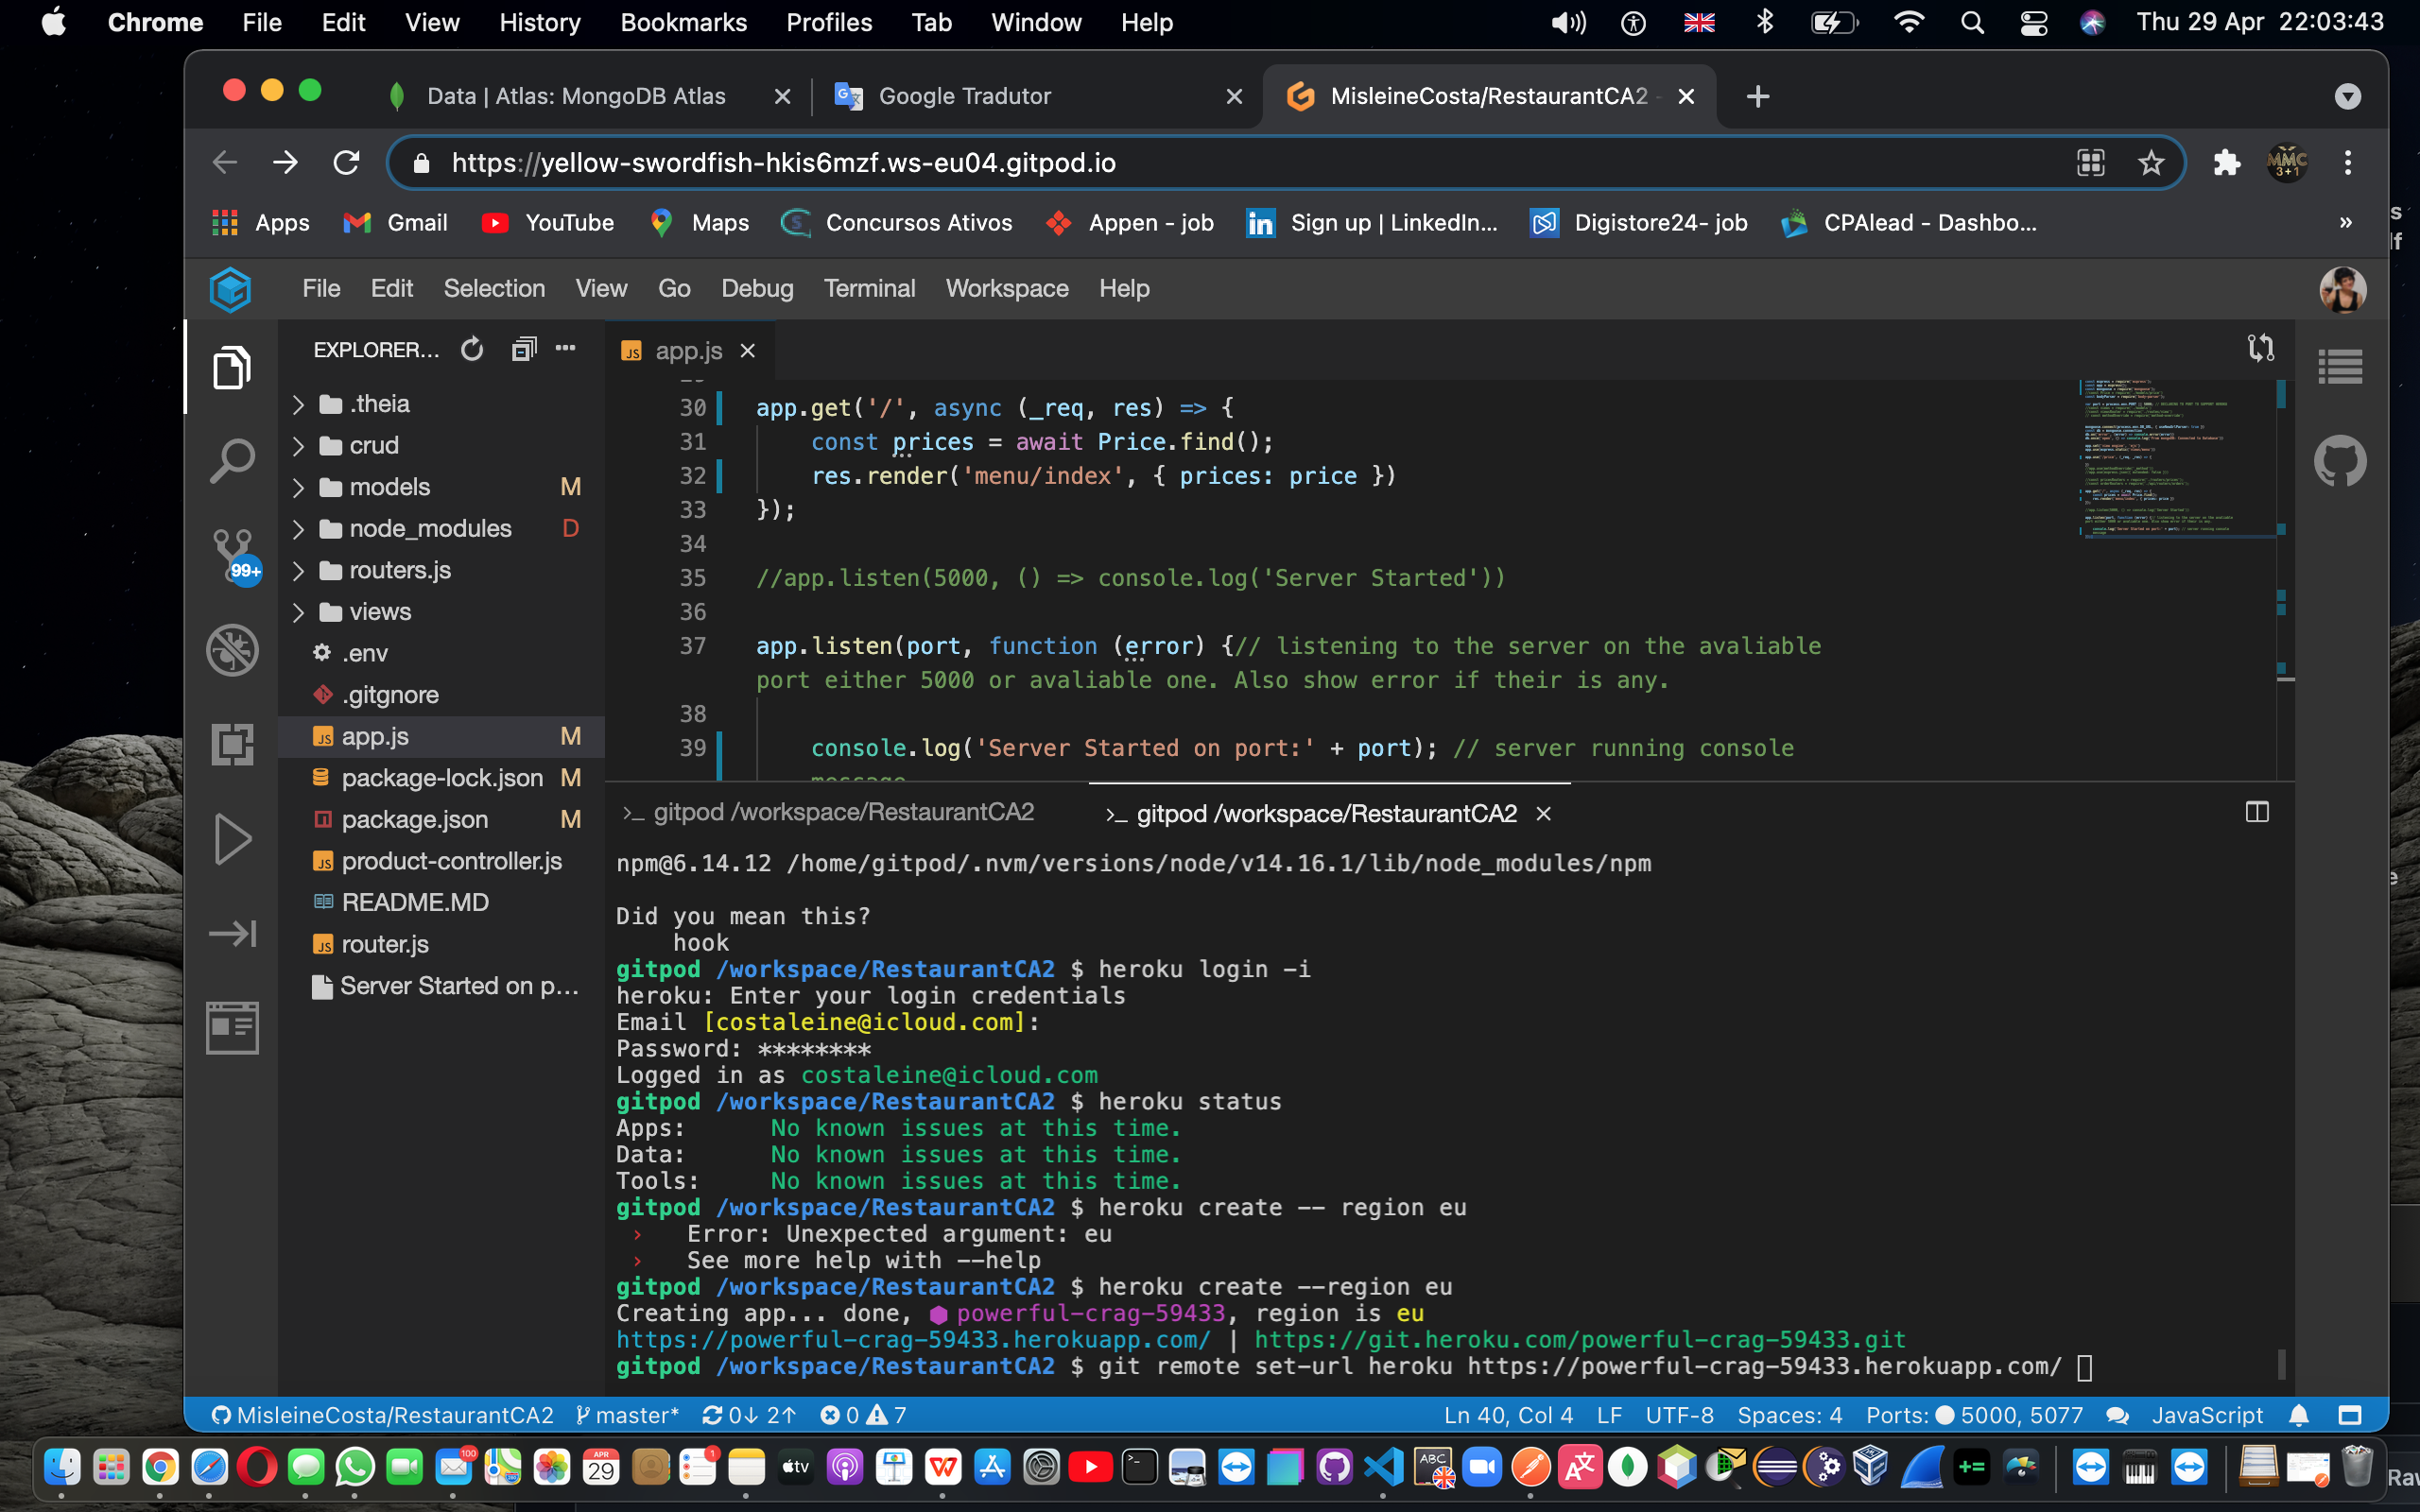 Chrome File Edit View History Bookmarks Profiles Tab Window Help Thu 29 Apr 22:03:43
Data | Atlas: MongoDB Atlas Google Tradutor MisleineCosta/RestaurantCA2 -
https://yellow-swordfish-hkis6mzf.ws-eu04.gitpod.io MMC 3+1
Apps Gmail YouTube Maps Concursos Ativos Appen - job Sign up | LinkedIn... Digistore24- job CPAlead - Dashbo... »
File Edit Selection View Go Debug Terminal Workspace Help
EXPLORER... app.js
.theia
crud
models M
node_modules D
routers.js
views
.env
.gitgnore
app.js M
package-lock.json M
package.json M
product-controller.js
README.MD
router.js
Server Started on p...
99+
30 app.get('/', async (_req, res) => {
31 const prices = await Price.find();
32 res.render('menu/index', { prices: price })
33 });
34
35 //app.listen(5000, () => console.log('Server Started'))
36
37 app.listen(port, function (error) {// listening to the server on the avaliable
port either 5000 or avaliable one. Also show error if their is any.
38
39 console.log('Server Started on port:' + port); // server running console
message
gitpod /workspace/RestaurantCA2 gitpod /workspace/RestaurantCA2
npm@6.14.12 /home/gitpod/.nvm/versions/node/v14.16.1/lib/node_modules/npm
Did you mean this?
hook
gitpod /workspace/RestaurantCA2 $ heroku login -i
heroku: Enter your login credentials
Email [costaleine@icloud.com]:
Password: ********
Logged in as costaleine@icloud.com
gitpod /workspace/RestaurantCA2 $ heroku status
Apps: No known issues at this time.
Data: No known issues at this time.
Tools: No known issues at this time.
gitpod /workspace/RestaurantCA2 $ heroku create -- region eu
› Error: Unexpected argument: eu
› See more help with --help
gitpod /workspace/RestaurantCA2 $ heroku create --region eu
Creating app... done, ⬢ powerful-crag-59433, region is eu
https://powerful-crag-59433.herokuapp.com/ | https://git.heroku.com/powerful-crag-59433.git
gitpod /workspace/RestaurantCA2 $ git remote set-url heroku https://powerful-crag-59433.herokuapp.com/
MisleineCosta/RestaurantCA2 master* 0↓ 2↑ 0 7 Ln 40, Col 4 LF UTF-8 Spaces: 4 Ports: 5000, 5077 JavaScript
100 APR 29 1 tv ABC